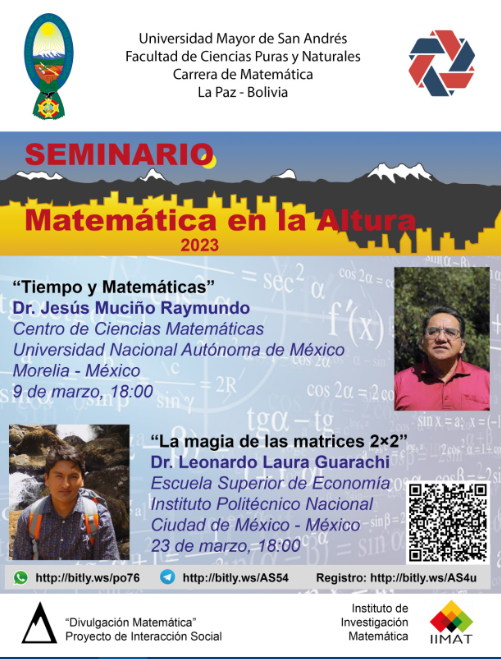 Universidad Mayor de San Andrés
Facultad de Ciencias Puras y Naturales
Carrera de Matemática
La Paz - Bolivia
SEMINARIO
Matemática en la Altura
2023
“Tiempo y Matemáticas”
Dr. Jesús Muciño Raymundo
Centro de Ciencias Matemáticas
Universidad Nacional Autónoma de México
Morelia - México
9 de marzo, 18:00
“La magia de las matrices 2×2”
Dr. Leonardo Laura Guarachi
Escuela Superior de Economía
Instituto Politécnico Nacional
Ciudad de México - México
23 de marzo, 18:00
http://bitly.ws/po76
http://bitly.ws/AS54
Registro: http://bitly.ws/AS4u
“Divulgación Matemática”
Proyecto de Interacción Social
Instituto de
Investigación
Matemática
IIMAT